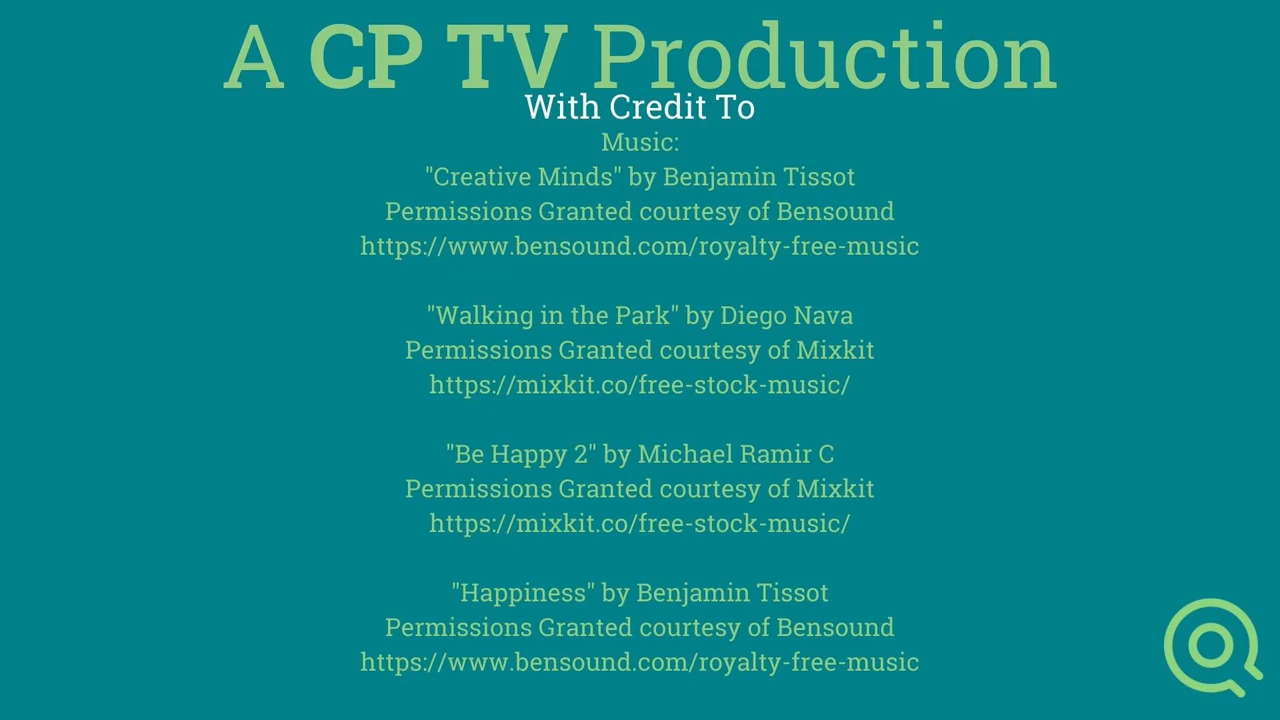 A CP TV Production
With Credit To
Music:
"Creative Minds" by Benjamin Tissot
Permissions Granted courtesy of Bensound
https://www.bensound.com/royalty-free-music
"Walking in the Park" by Diego Nava
Permissions Granted courtesy of Mixkit
https://mixkit.co/free-stock-music/
"Be Happy 2" by Michael Ramir C
Permissions Granted courtesy of Mixkit
https://mixkit.co/free-stock-music/
"Happiness" by Benjamin Tissot
Permissions Granted courtesy of Bensound
https://www.bensound.com/royalty-free-music